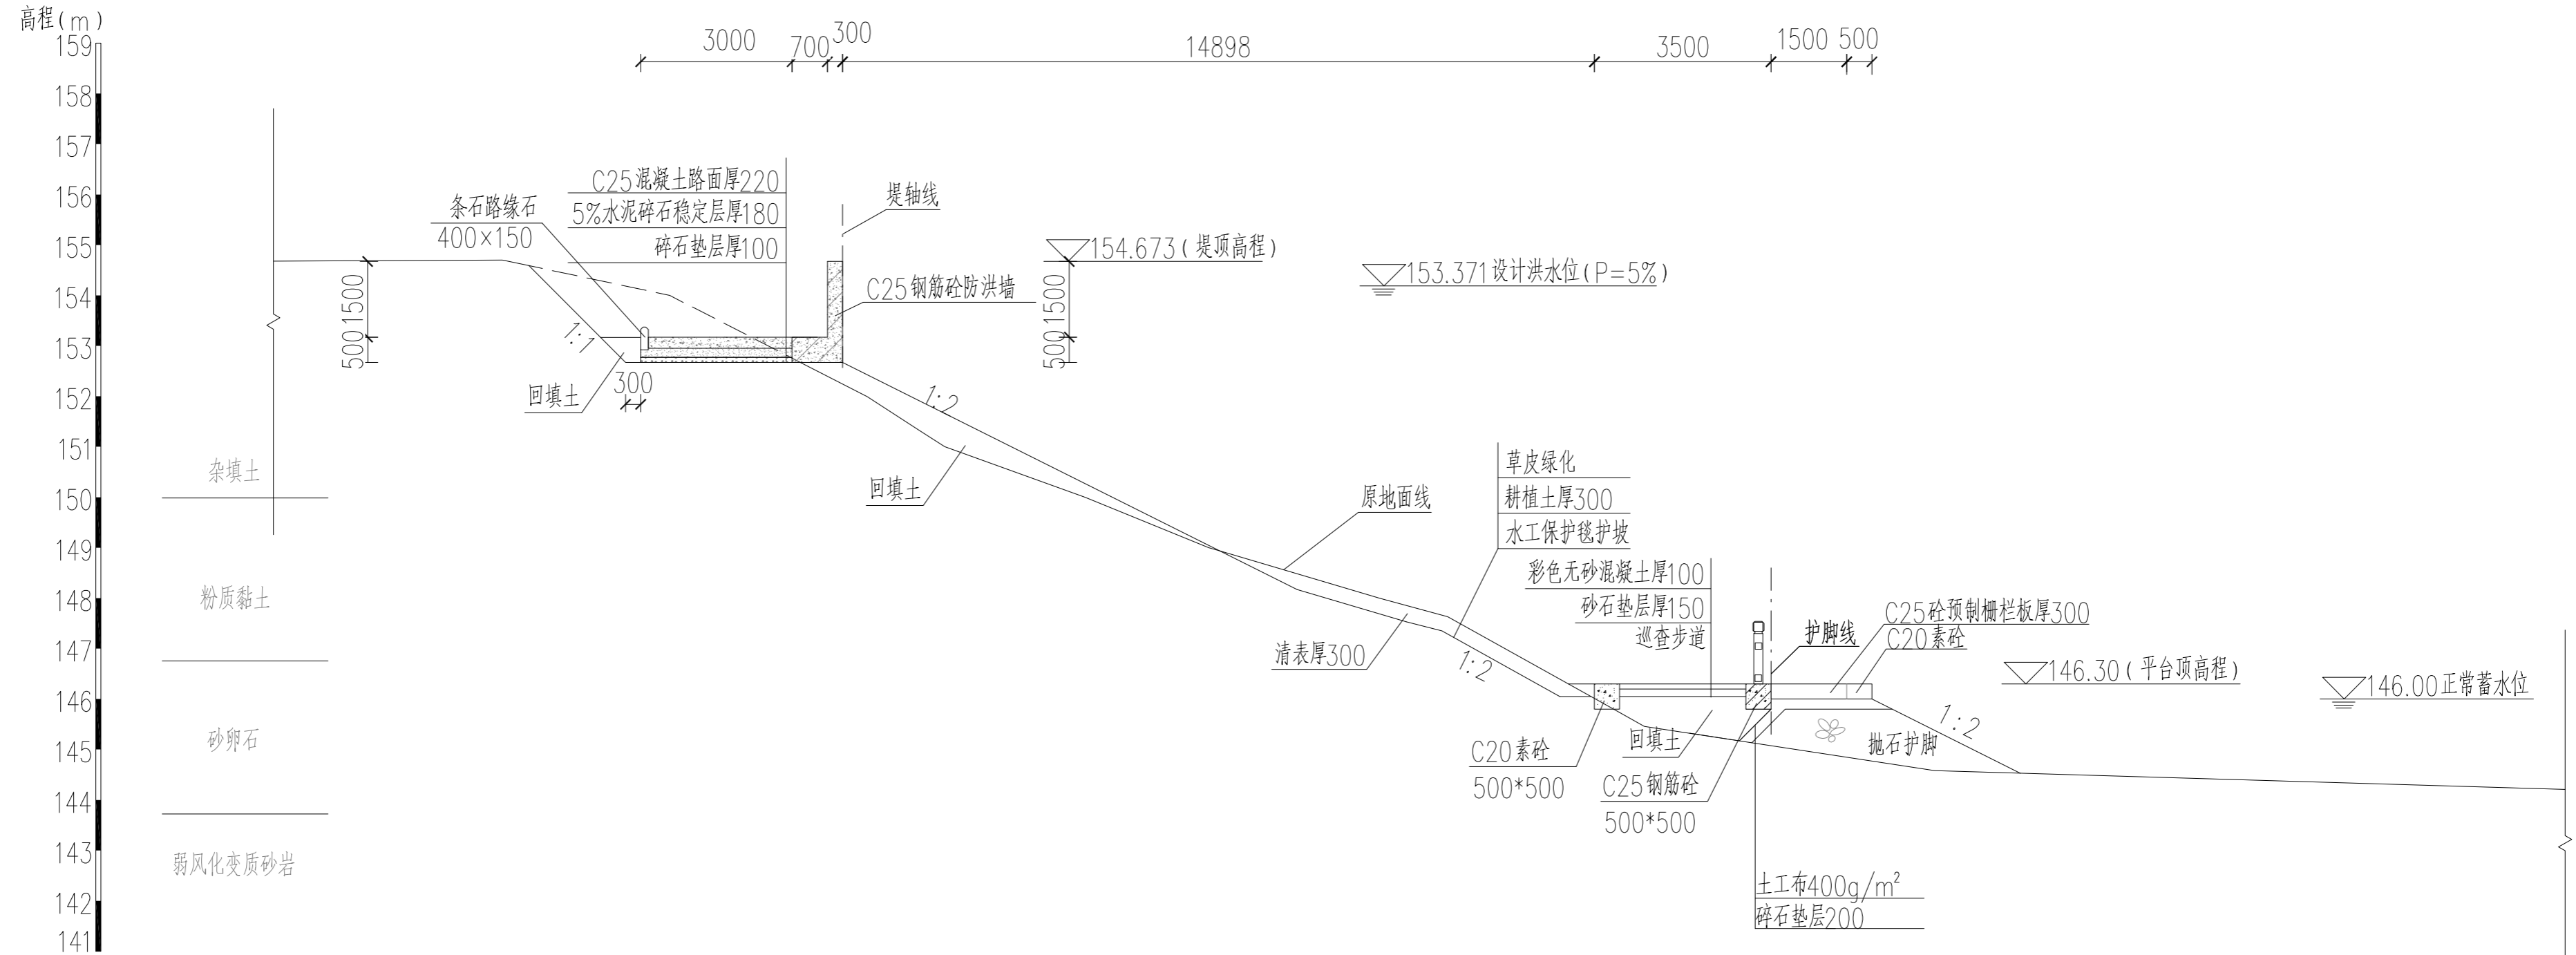 高程(m)
159
158
157
156
155
154
153
152
151
150
149
148
147
146
145
144
143
142
141
3000
700
300
14898
3500
1500
500
C25混凝土路面厚220
5%水泥碎石稳定层厚180
碎石垫层厚100
条石路缘石
400×150
堤轴线
154.673(堤顶高程)
153.371设计洪水位(P=5%)
C25钢筋砼防洪墙
1500
500
1500
500
1:1
300
回填土
1:2
回填土
原地面线
草皮绿化
耕植土厚300
水工保护毯护坡
彩色无砂混凝土厚100
砂石垫层厚150
巡查步道
清表厚300
1:2
护脚线
C25砼预制栅栏板厚300
C20素砼
146.30(平台顶高程)
146.00正常蓄水位
1:2
抛石护脚
回填土
C20素砼
500*500
C25钢筋砼
500*500
土工布400g/m²
碎石垫层200
杂填土
粉质黏土
砂卵石
弱风化变质砂岩